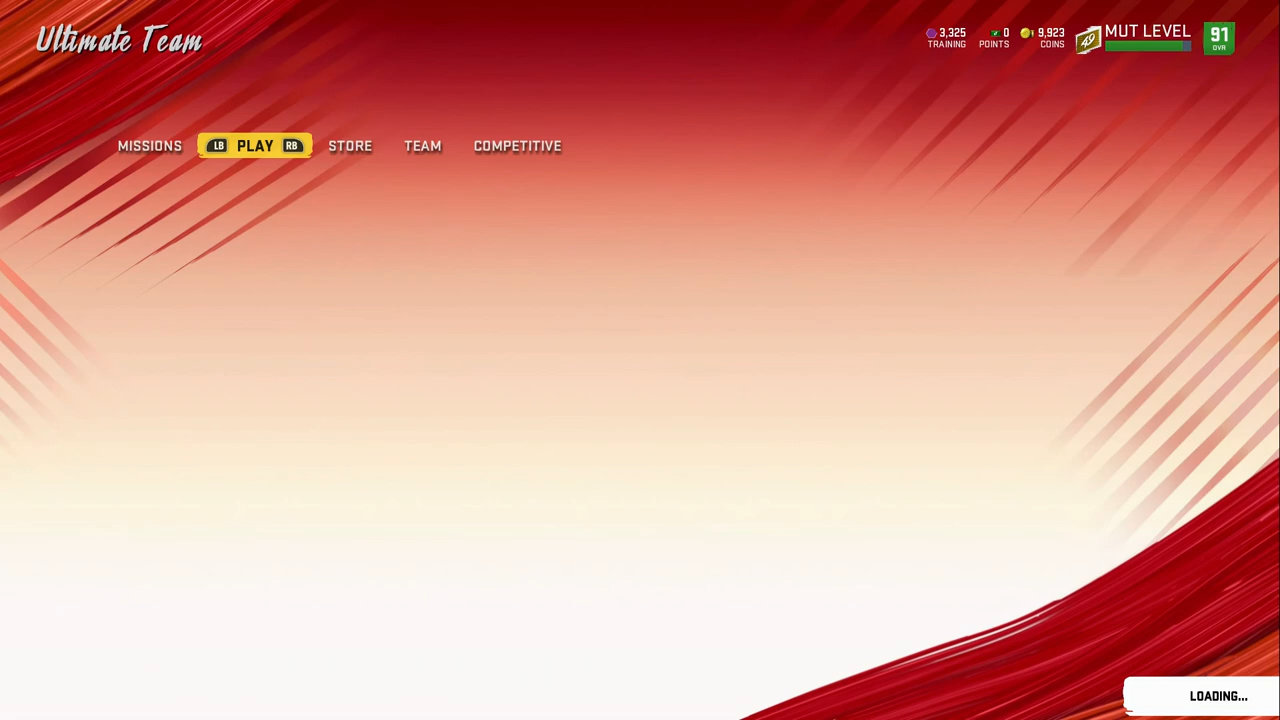 Ultimate Team
3,325 TRAINING
0 POINTS
9,923 COINS
49 MUT LEVEL
91 OVR
MISSIONS LB PLAY RB STORE TEAM COMPETITIVE
LOADING...